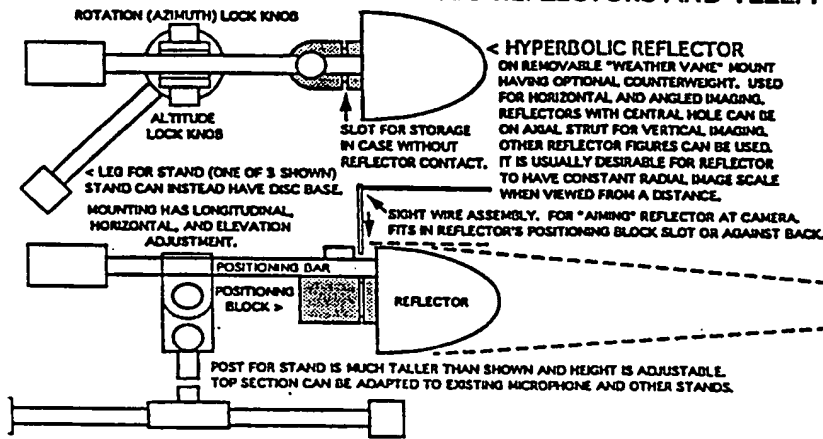 REFLECTORS AND TELE
ROTATION (AZIMUTH) LOCK KNOB
< HYPERBOLIC REFLECTOR
ON REMOVABLE "WEATHER VANE" MOUNT
HAVING OPTIONAL COUNTERWEIGHT. USED
FOR HORIZONTAL AND ANGLED IMAGING.
REFLECTORS WITH CENTRAL HOLE CAN BE
ON AXIAL STRUT FOR VERTICAL IMAGING.
OTHER REFLECTOR FIGURES CAN BE USED.
IT IS USUALLY DESIRABLE FOR REFLECTOR
TO HAVE CONSTANT RADIAL IMAGE SCALE
WHEN VIEWED FROM A DISTANCE.
ALTITUDE
LOCK KNOB
SLOT FOR STORAGE
IN CASE WITHOUT
REFLECTOR CONTACT.
< LEG FOR STAND (ONE OF 3 SHOWN)
STAND CAN INSTEAD HAVE DISC BASE.
MOUNTING HAS LONGITUDINAL,
HORIZONTAL, AND ELEVATION
ADJUSTMENT.
SIGHT WIRE ASSEMBLY. FOR "AIMING" REFLECTOR AT CAMERA.
FITS IN REFLECTOR'S POSITIONING BLOCK SLOT OR AGAINST BACK.
POSITIONING BAR
POSITIONNG
BLOCK >
REFLECTOR
POST FOR STAND IS MUCH TALLER THAN SHOWN AND HEIGHT IS ADJUSTABLE.
TOP SECTION CAN BE ADAPTED TO EXISTING MICROPHONE AND OTHER STANDS.